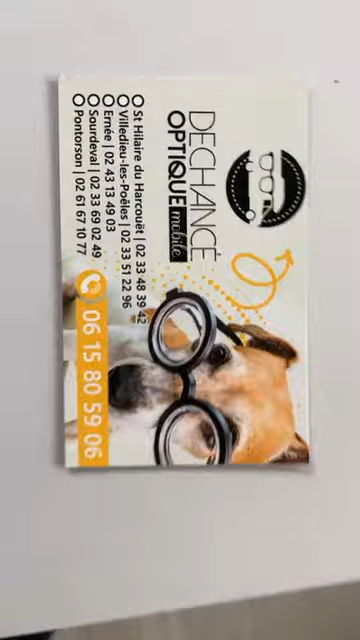 DECHANCÉ
OPTIQUE mobile
St Hilaire du Harcouët | 02 33 48 39 42
Villedieu-les-Poêles | 02 33 51 22 96
Ernée | 02 43 13 49 03
Sourdeval | 02 33 69 02 49
Pontorson | 02 61 67 10 77
06 15 80 59 06